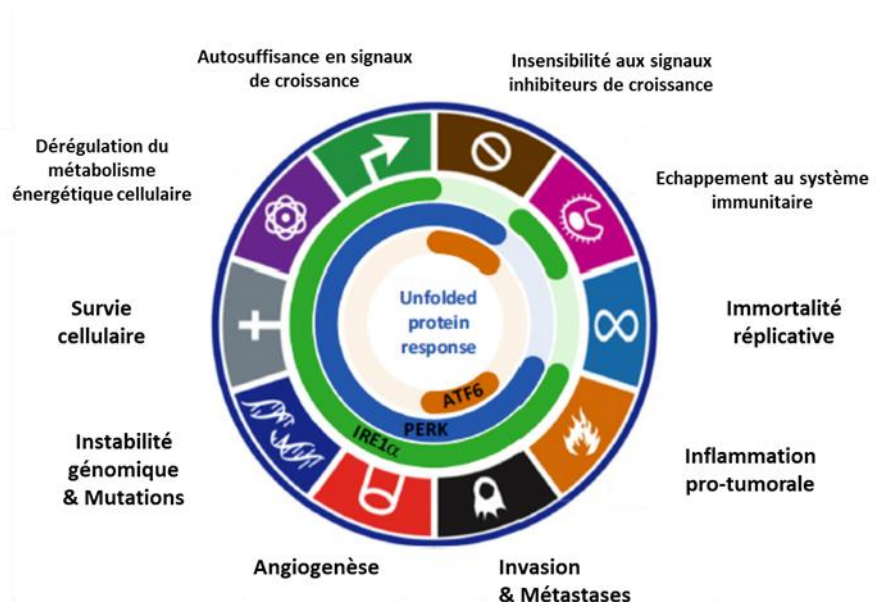 Autosuffisance en signaux
de croissance
Insensibilité aux signaux
inhibiteurs de croissance
Dérégulation du
métabolisme
énergétique cellulaire
Echappement au système
immunitaire
Survie
cellulaire
Unfolded
protein
response
Immortalité
réplicative
ATF6
PERK
IRE1α
Instabilité
génomique
& Mutations
Inflammation
pro-tumorale
Angiogenèse
Invasion
& Métastases